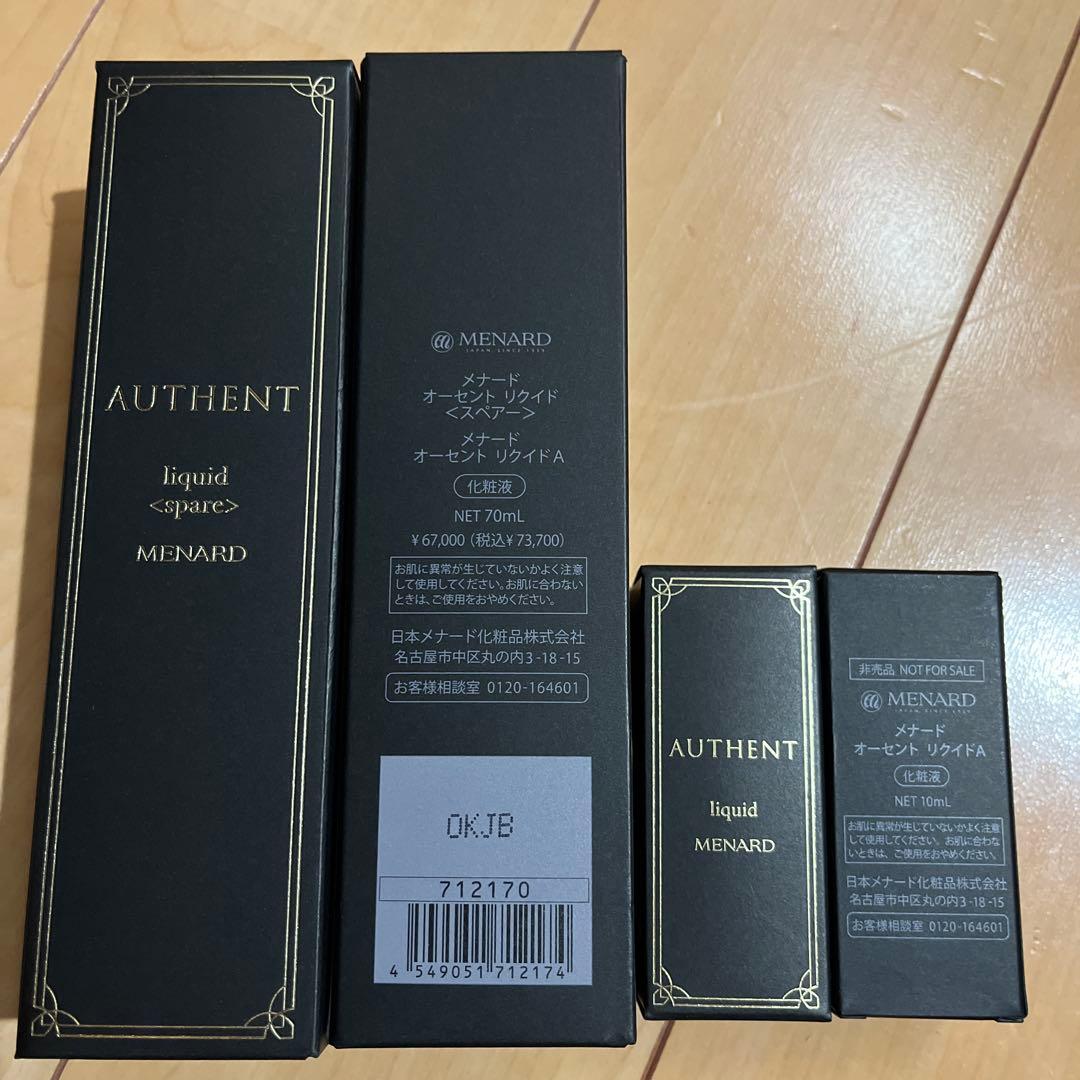 AUTHENT
liquid
<spare>
MENARD
MENARD
JAPAN, SINCE 1959
メナード
オーセント リクイド
<スペアー>
メナード
オーセント リクイドA
化粧液
NET 70mL
¥67,000（税込¥73,700）
お肌に異常が生じていないかよく注意
して使用してください。お肌に合わない
ときは、ご使用をおやめください。
日本メナード化粧品株式会社
名古屋市中区丸の内3-18-15
お客様相談室 0120-164601
0KJB
712170
4 549051 712174
AUTHENT
liquid
MENARD
非売品 NOT FOR SALE
MENARD
JAPAN, SINCE 1959
メナード
オーセント リクイドA
化粧液
NET 10mL
お肌に異常が生じていないかよく注意
して使用してください。お肌に合わな
いときは、ご使用をおやめください。
日本メナード化粧品株式会社
名古屋市中区丸の内3-18-15
お客様相談室 0120-164601